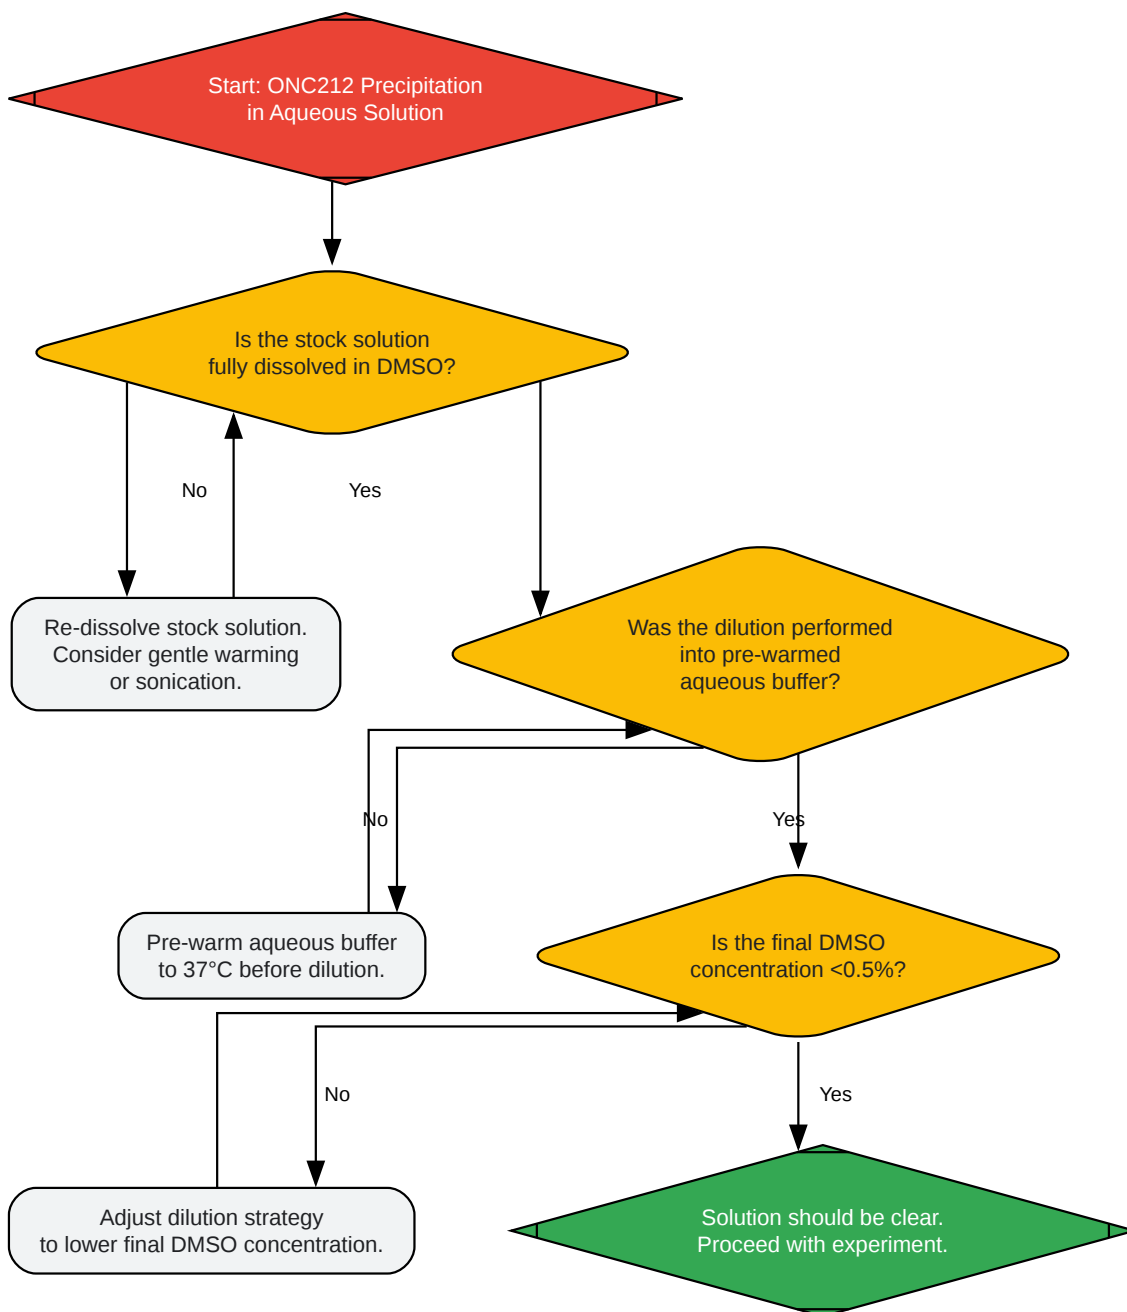 Start: ONC212 Precipitation
in Aqueous Solution
Is the stock solution
fully dissolved in DMSO?
No
Yes
Re-dissolve stock solution.
Consider gentle warming
or sonication.
Was the dilution performed
into pre-warmed
aqueous buffer?
No
Yes
Pre-warm aqueous buffer
to 37°C before dilution.
Is the final DMSO
concentration <0.5%?
No
Yes
Adjust dilution strategy
to lower final DMSO concentration.
Solution should be clear.
Proceed with experiment.